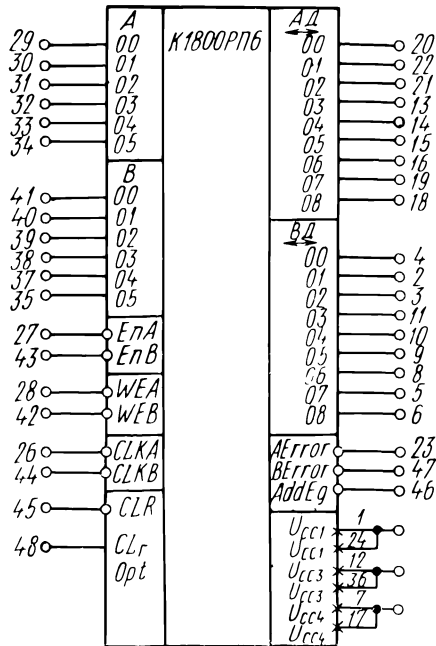 A К1800РП6 АД
29 00 00 20
30 01 01 22
31 02 02 21
32 03 03 13
33 04 04 14
34 05 05 15
06 16
07 19
08 18
B
41 00
40 01
39 02
38 03
37 04
35 05
ВД
00 4
01 2
02 3
03 11
04 10
05 9
06 8
07 5
08 6
27 EnA
43 EnB
28 WEA
42 WEB
26 CLKA
44 CLKB
45 CLR
48 CLr
Opt
AError 23
BError 47
AddEg 46
Ucc1 1
Ucc1 24
Ucc3 12
Ucc3 36
Ucc4 7
Ucc4 17